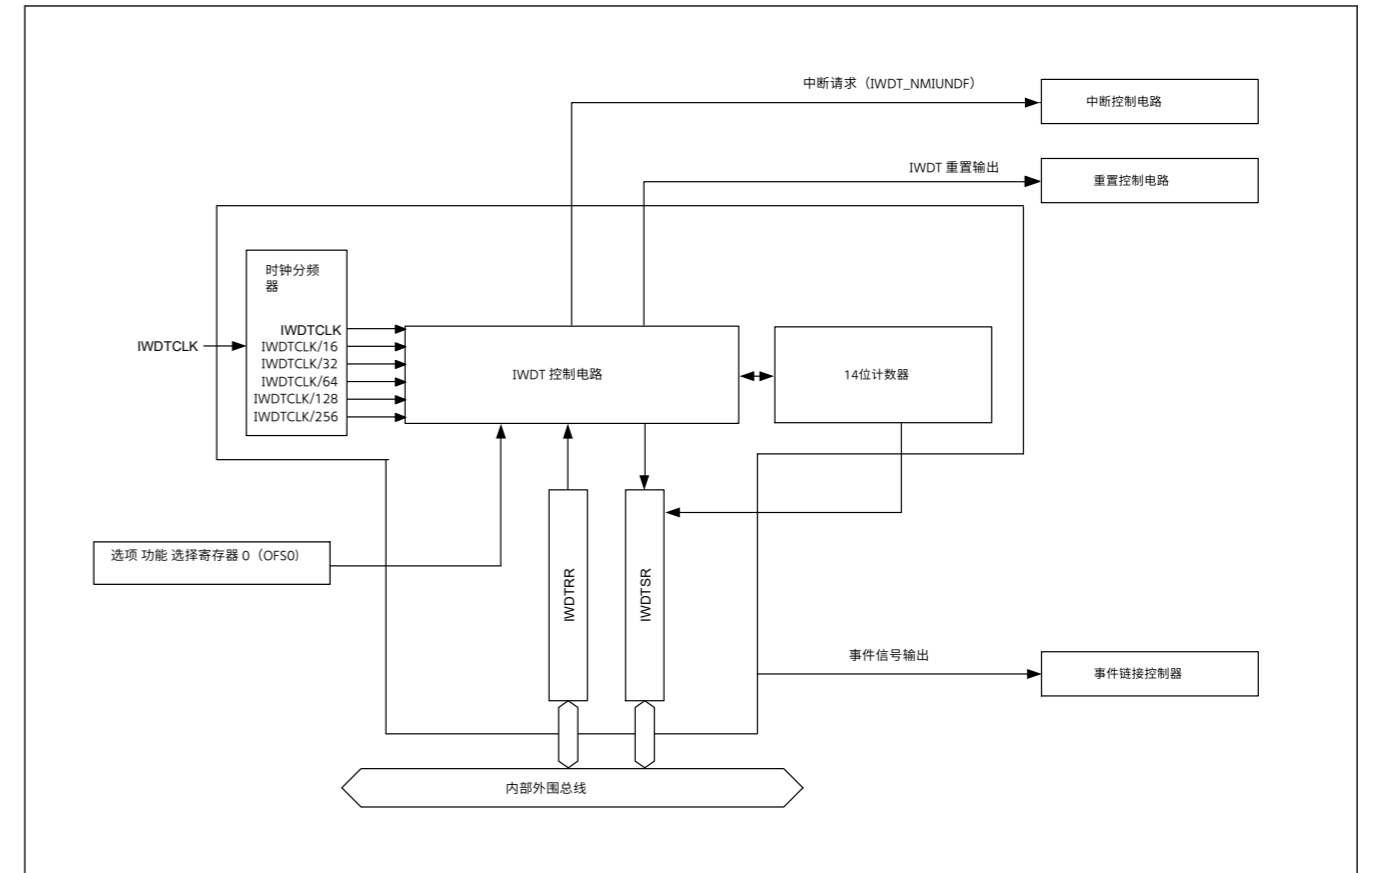 中断请求（IWDT_NMIUNDF）
中断控制电路
IWDT 重置输出
重置控制电路
时钟分频
器
IWDTCLK
IWDTCLK
IWDTCLK/16
IWDTCLK/32
IWDTCLK/64
IWDTCLK/128
IWDTCLK/256
IWDT 控制电路
14位计数器
选项 功能 选择寄存器 0（OFS0）
IWDTRR
IWDTSR
事件信号输出
事件链接控制器
内部外围总线